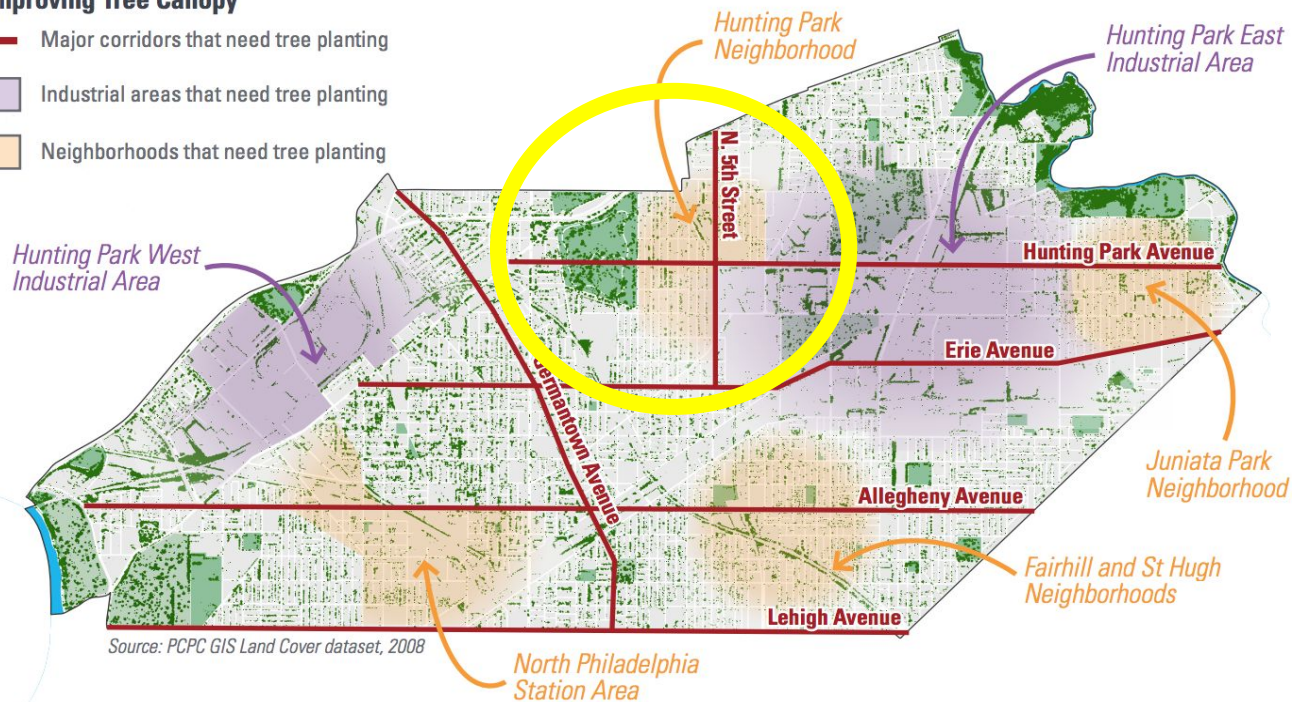 Improving Tree Canopy
Major corridors that need tree planting
Industrial areas that need tree planting
Neighborhoods that need tree planting
Hunting Park
Neighborhood
Hunting Park East
Industrial Area
N. 5th Street
Hunting Park West
Industrial Area
Hunting Park Avenue
Erie Avenue
Germantown Avenue
Juniata Park
Neighborhood
Allegheny Avenue
Fairhill and St Hugh
Neighborhoods
Lehigh Avenue
Source: PCPC GIS Land Cover dataset, 2008
North Philadelphia
Station Area